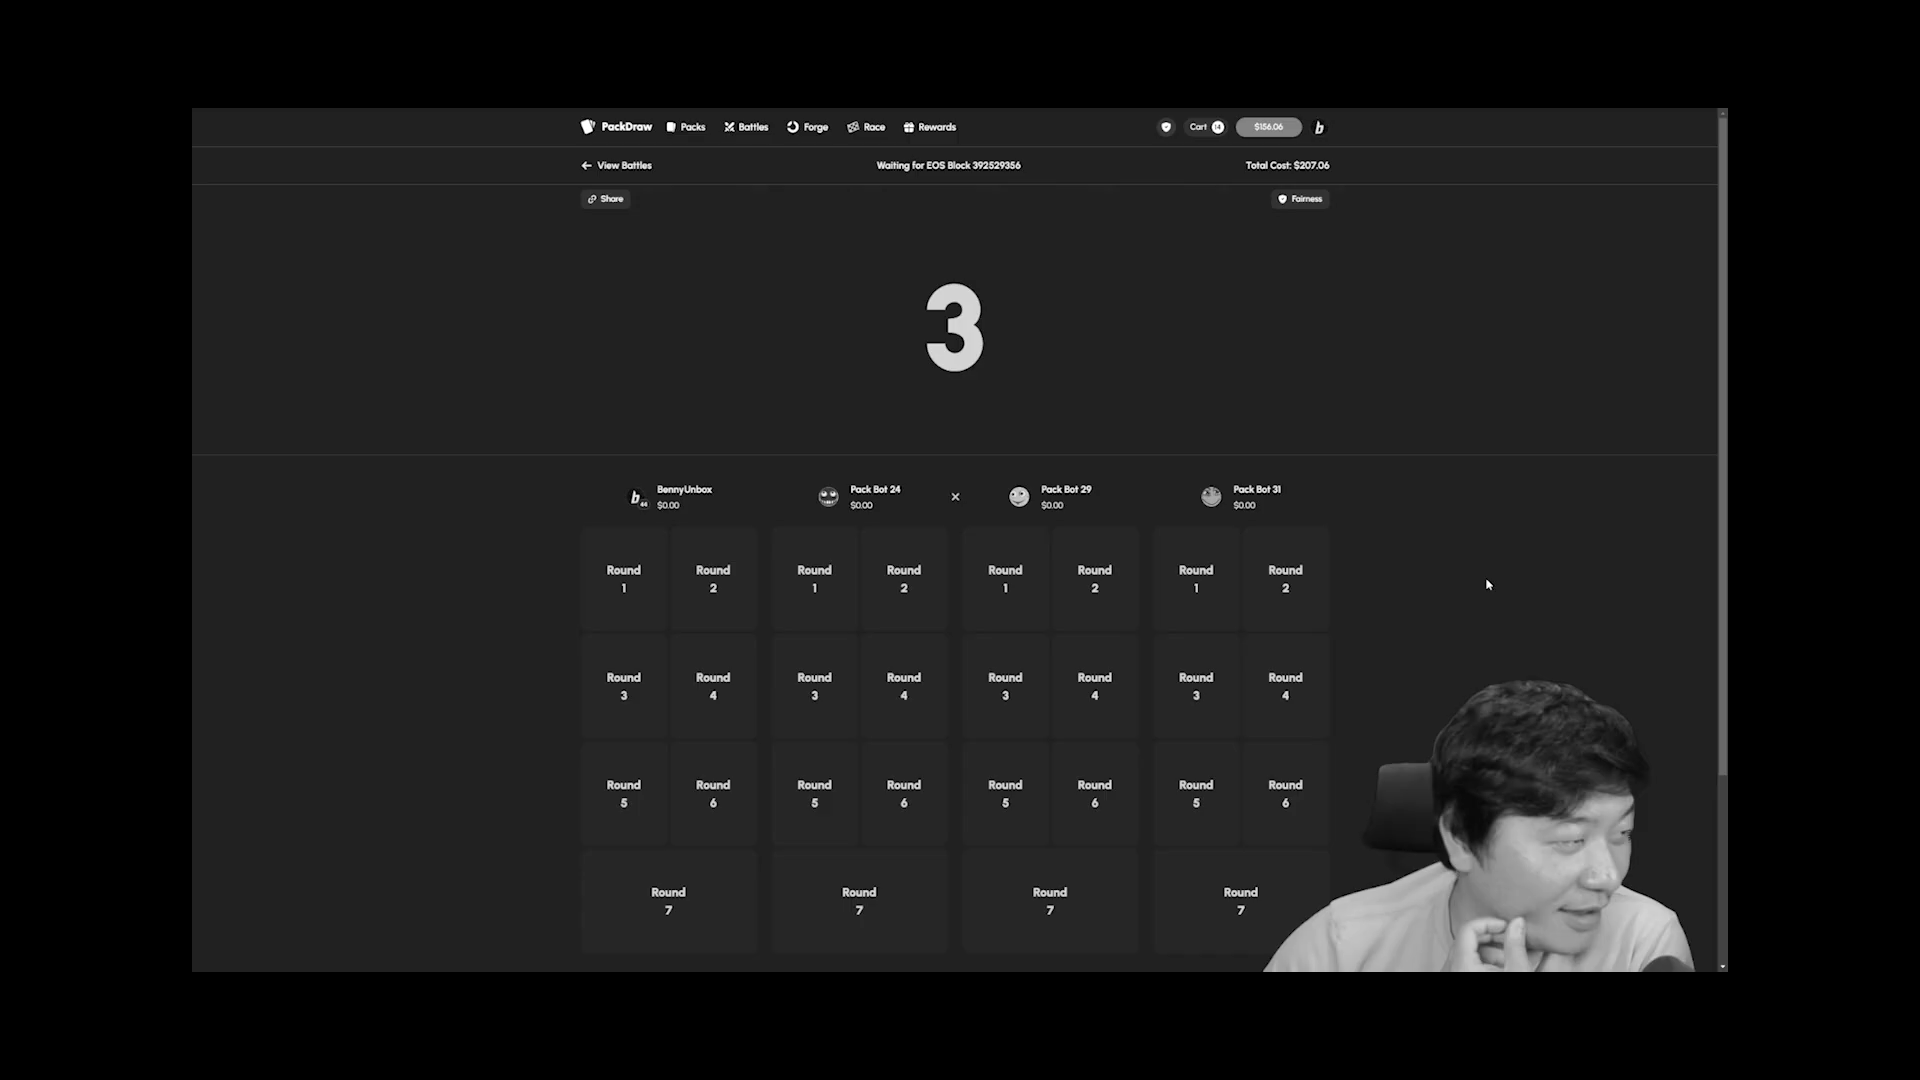 PackDraw
Packs
Battles
Forge
Race
Rewards
Cart 14
$156.06
b
View Battles
Waiting for EOS Block 392529356
Total Cost: $207.06
Share
Fairness
3
b
44
BennyUnbox
$0.00
Pack Bot 24
$0.00
Pack Bot 29
$0.00
Pack Bot 31
$0.00
Round
1
Round
2
Round
1
Round
2
Round
1
Round
2
Round
1
Round
2
Round
3
Round
4
Round
3
Round
4
Round
3
Round
4
Round
3
Round
4
Round
5
Round
6
Round
5
Round
6
Round
5
Round
6
Round
5
Round
6
Round
7
Round
7
Round
7
Round
7